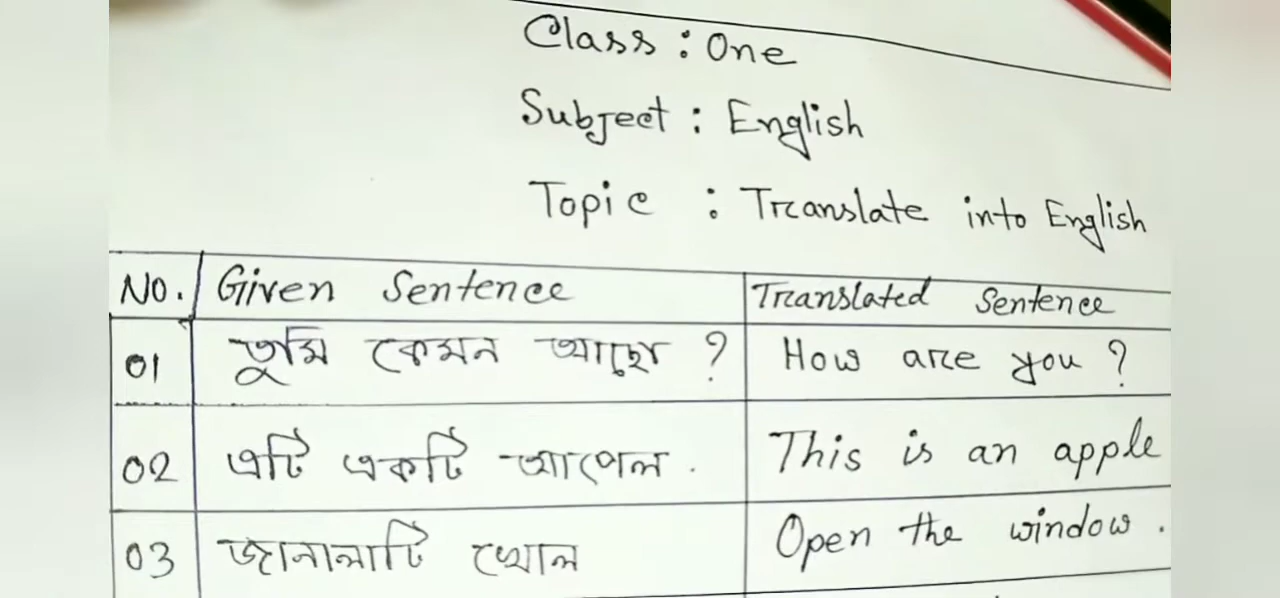 Class : One
Subject : English
Topic : Translate into English
No. Given Sentence Translated Sentence
01 তুমি কেমন আছো ? How are you ?
02 এটি একটি আপেল . This is an apple
03 জানালাটি খোল Open the window .